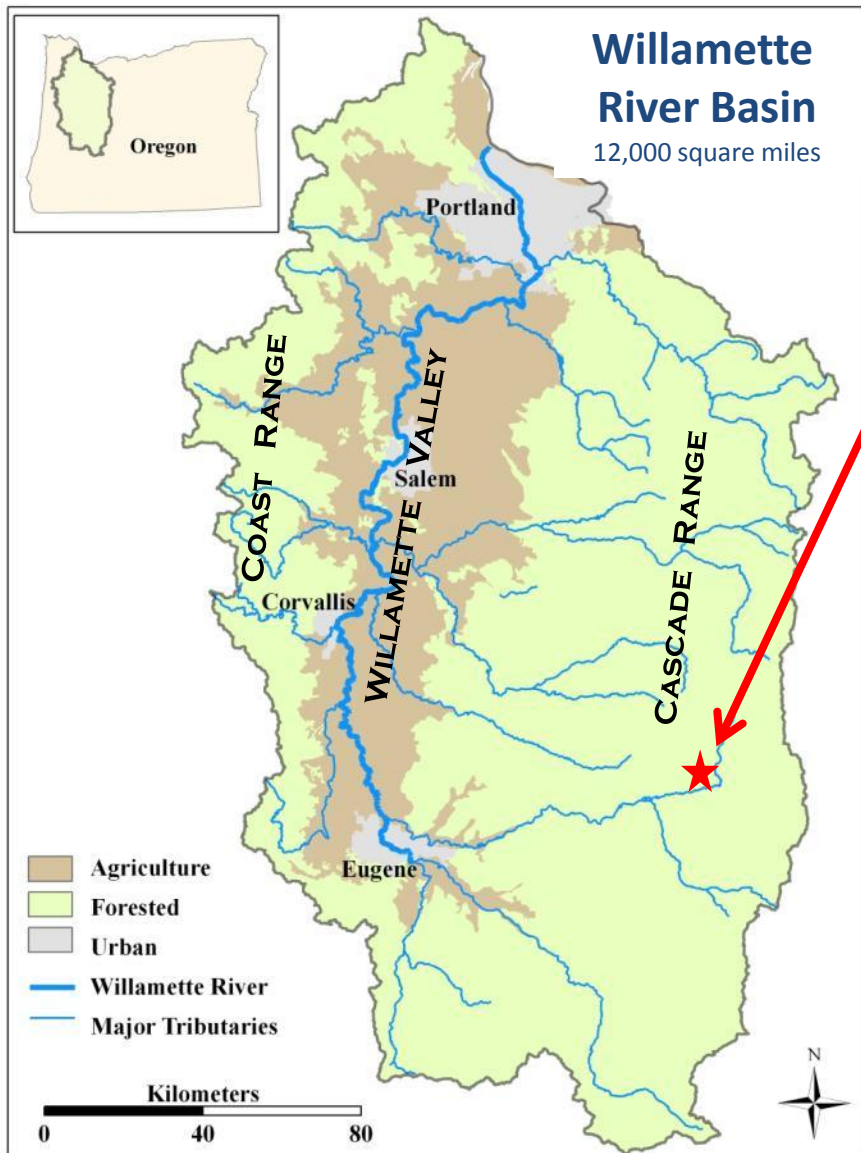 Willamette
River Basin
12,000 square miles
Oregon
Portland
COAST RANGE
WILLAMETTE VALLEY
CASCADE RANGE
Salem
Corvallis
Eugene
Agriculture
Forested
Urban
Willamette River
Major Tributaries
Kilometers
0 40 80
N